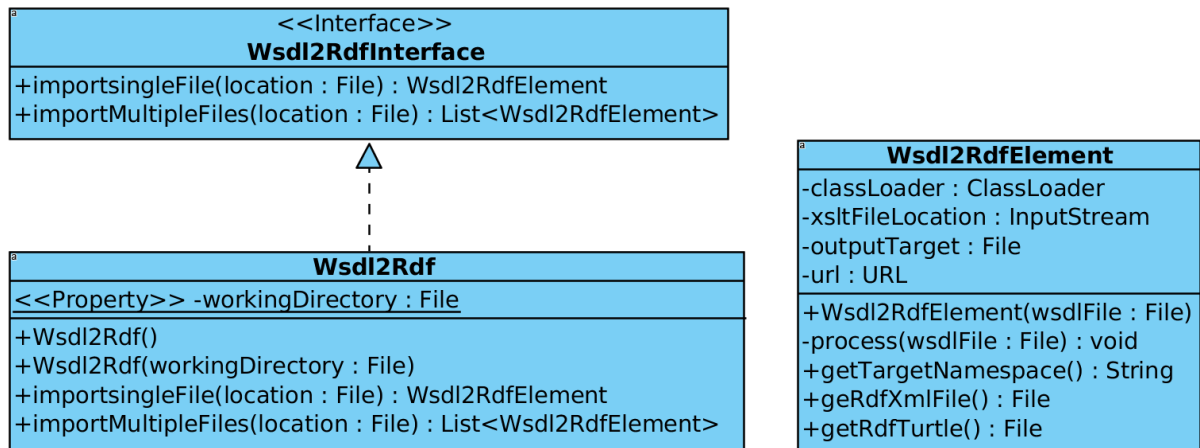 a
<<Interface>>
Wsdl2RdfInterface
+importsingleFile(location : File) : Wsdl2RdfElement
+importMultipleFiles(location : File) : List<Wsdl2RdfElement>
a
Wsdl2Rdf
<<Property>> -workingDirectory : File
+Wsdl2Rdf()
+Wsdl2Rdf(workingDirectory : File)
+importsingleFile(location : File) : Wsdl2RdfElement
+importMultipleFiles(location : File) : List<Wsdl2RdfElement>
a
Wsdl2RdfElement
-classLoader : ClassLoader
-xsltFileLocation : InputStream
-outputTarget : File
-url : URL
+Wsdl2RdfElement(wsdlFile : File)
-process(wsdlFile : File) : void
+getTargetNamespace() : String
+geRdfXmlFile() : File
+getRdfTurtle() : File